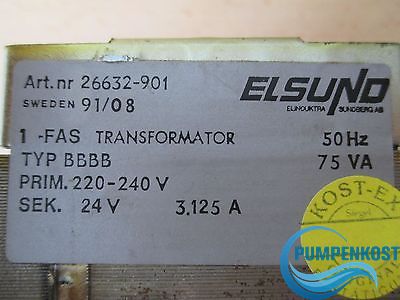 Art.nr 26632-901
ELSUND
SWEDEN 91/08
SUNDBERG AB
1 -FAS TRANSFORMATOR 50 Hz
TYP BBBB 75 VA
PRIM. 220-240 V
SEK. 24 V 3.125 A
KOST-EX
Siegel
PUMPENKOST